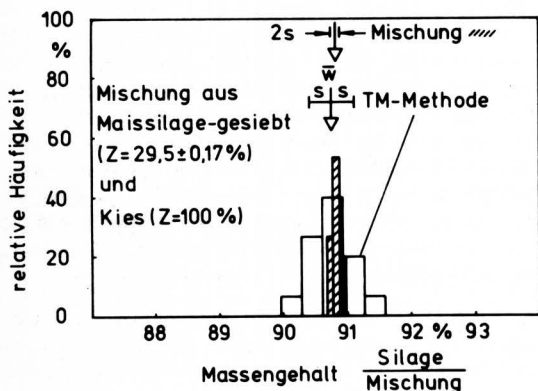 100
%
80
60
40
20
0
relative Häufigkeit
2s
Mischung
w̅
s s
TM-Methode
Mischung aus
Maissilage-gesiebt
(Z=29,5±0,17%)
und
Kies (Z=100 %)
88 89 90 91 92 % 93
Massengehalt Silage
Mischung